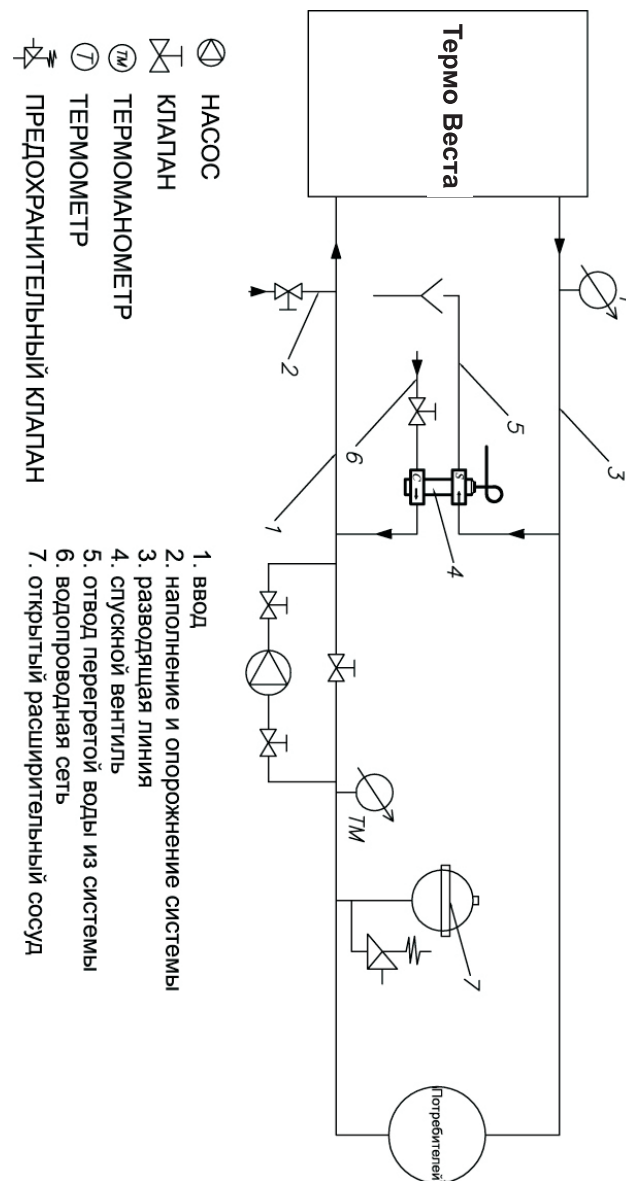 Термо Веста
3
5
2
6
4
1
ТМ
7
Потребителей
НАСОС
КЛАПАН
ТМ ТЕРМОМАНОМЕТР
Т ТЕРМОМЕТР
ПРЕДОХРАНИТЕЛЬНЫЙ КЛАПАН
1. ввод
2. наполнение и опорожнение системы
3. разводящая линия
4. спускной вентиль
5. отвод перегретой воды из системы
6. водопроводная сеть
7. открытый расширительный сосуд
S
C